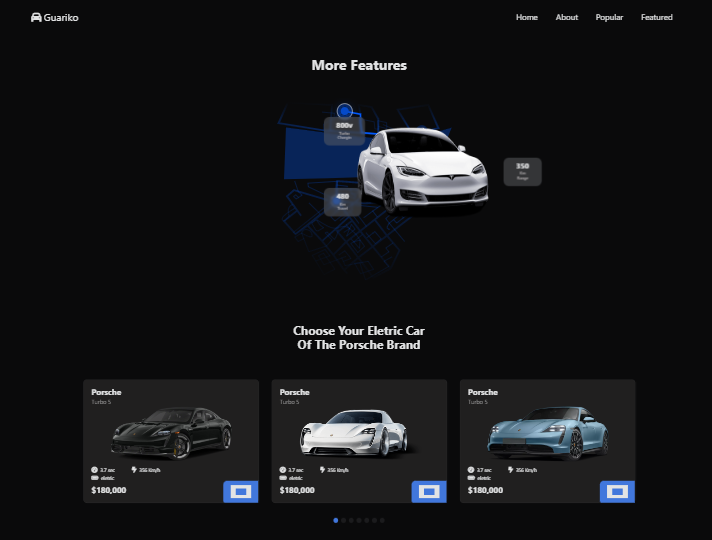 Guariko
Home About Popular Featured
More Features
800v
Turbo
Charger
350
Km
Range
480
Km
Travel
Choose Your Eletric Car
Of The Porsche Brand
Porsche
Turbo S
3.7 sec 356 Km/h
eletric
$180,000
Porsche
Turbo S
3.7 sec 356 Km/h
eletric
$180,000
Porsche
Turbo S
3.7 sec 356 Km/h
eletric
$180,000